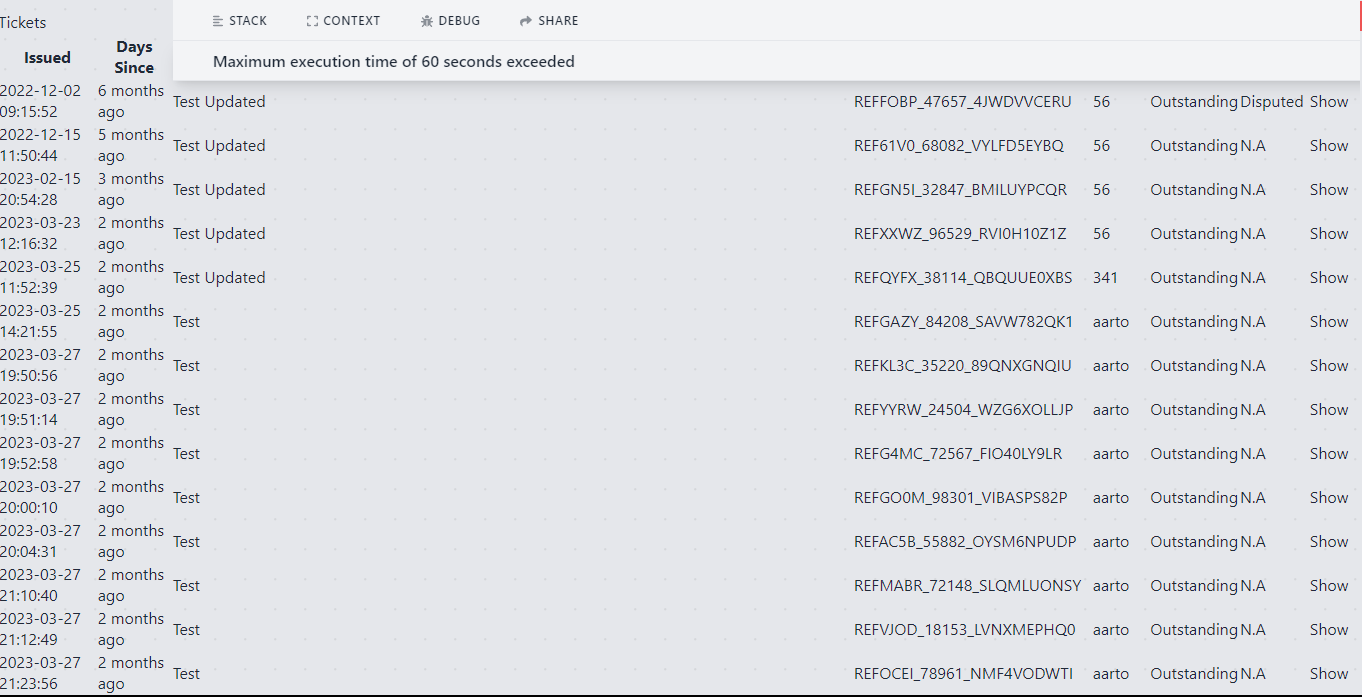 Tickets
STACK CONTEXT DEBUG SHARE
Issued Days Since
Maximum execution time of 60 seconds exceeded
2022-12-02 09:15:52 6 months ago Test Updated REFFOBP_47657_4JWDVVCERU 56 Outstanding Disputed Show
2022-12-15 11:50:44 5 months ago Test Updated REF61V0_68082_VYLFD5EYBQ 56 Outstanding N.A Show
2023-02-15 20:54:28 3 months ago Test Updated REFGN5I_32847_BMILUYPCQR 56 Outstanding N.A Show
2023-03-23 12:16:32 2 months ago Test Updated REFXXWZ_96529_RVI0H10Z1Z 56 Outstanding N.A Show
2023-03-25 11:52:39 2 months ago Test Updated REFQYFX_38114_QBQUUE0XBS 341 Outstanding N.A Show
2023-03-25 14:21:55 2 months ago Test REFGAZY_84208_SAVW782QK1 aarto Outstanding N.A Show
2023-03-27 19:50:56 2 months ago Test REFKL3C_35220_89QNXGNQIU aarto Outstanding N.A Show
2023-03-27 19:51:14 2 months ago Test REFYYRW_24504_WZG6XOLLJP aarto Outstanding N.A Show
2023-03-27 19:52:58 2 months ago Test REFG4MC_72567_FIO40LY9LR aarto Outstanding N.A Show
2023-03-27 20:00:10 2 months ago Test REFGO0M_98301_VIBASPS82P aarto Outstanding N.A Show
2023-03-27 20:04:31 2 months ago Test REFAC5B_55882_OYSM6NPUDP aarto Outstanding N.A Show
2023-03-27 21:10:40 2 months ago Test REFMABR_72148_SLQMLUONSY aarto Outstanding N.A Show
2023-03-27 21:12:49 2 months ago Test REFVJOD_18153_LVNXMEPHQ0 aarto Outstanding N.A Show
2023-03-27 21:23:56 2 months ago Test REFOCEI_78961_NMF4VODWTI aarto Outstanding N.A Show